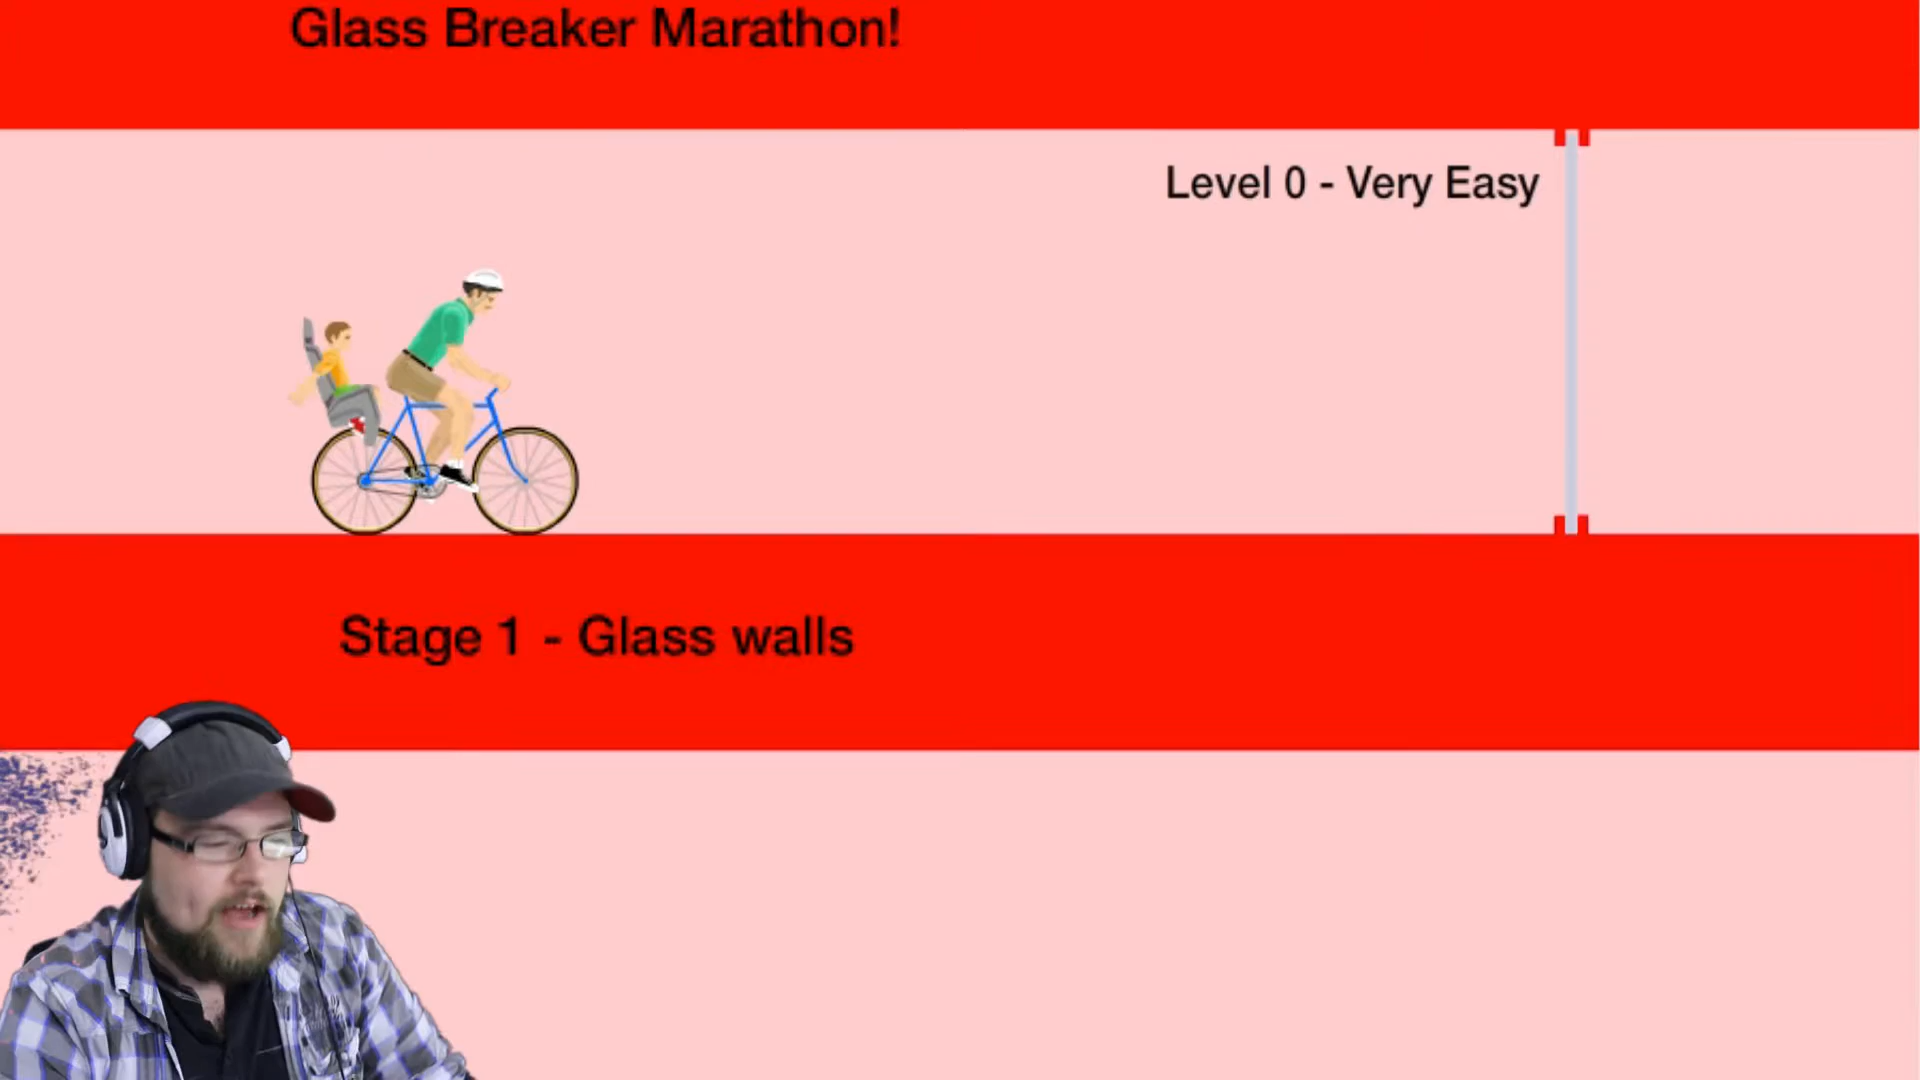 Glass Breaker Marathon!
Level 0 - Very Easy
Stage 1 - Glass walls